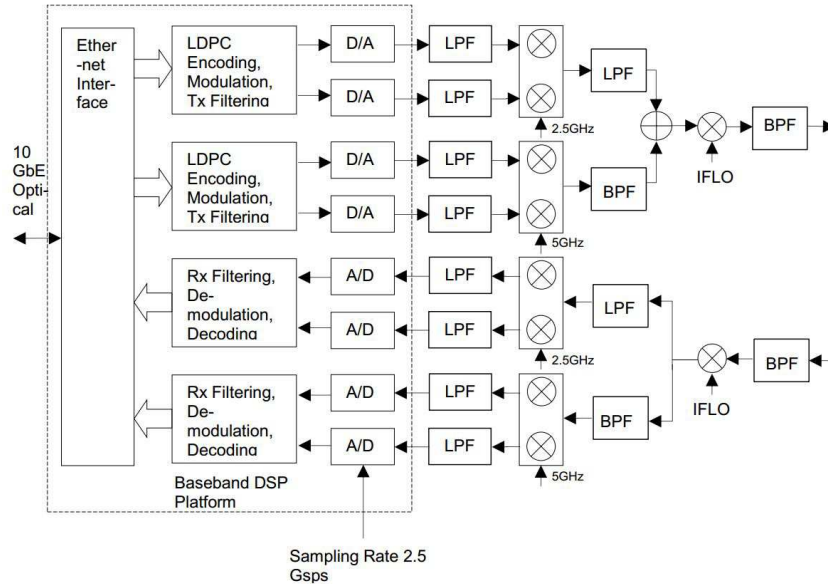 Ether
-net
Inter-
face
LDPC
Encoding,
Modulation,
Tx Filtering
D/A
LPF
D/A
LPF
2.5GHz
LPF
IFLO
BPF
10
GbE
Opti-
cal
LDPC
Encoding,
Modulation,
Tx Filtering
D/A
LPF
D/A
LPF
5GHz
BPF
Rx Filtering,
De-
modulation,
Decoding
A/D
LPF
A/D
LPF
2.5GHz
LPF
IFLO
BPF
Rx Filtering,
De-
modulation,
Decoding
A/D
LPF
A/D
LPF
5GHz
BPF
Baseband DSP
Platform
Sampling Rate 2.5
Gsps